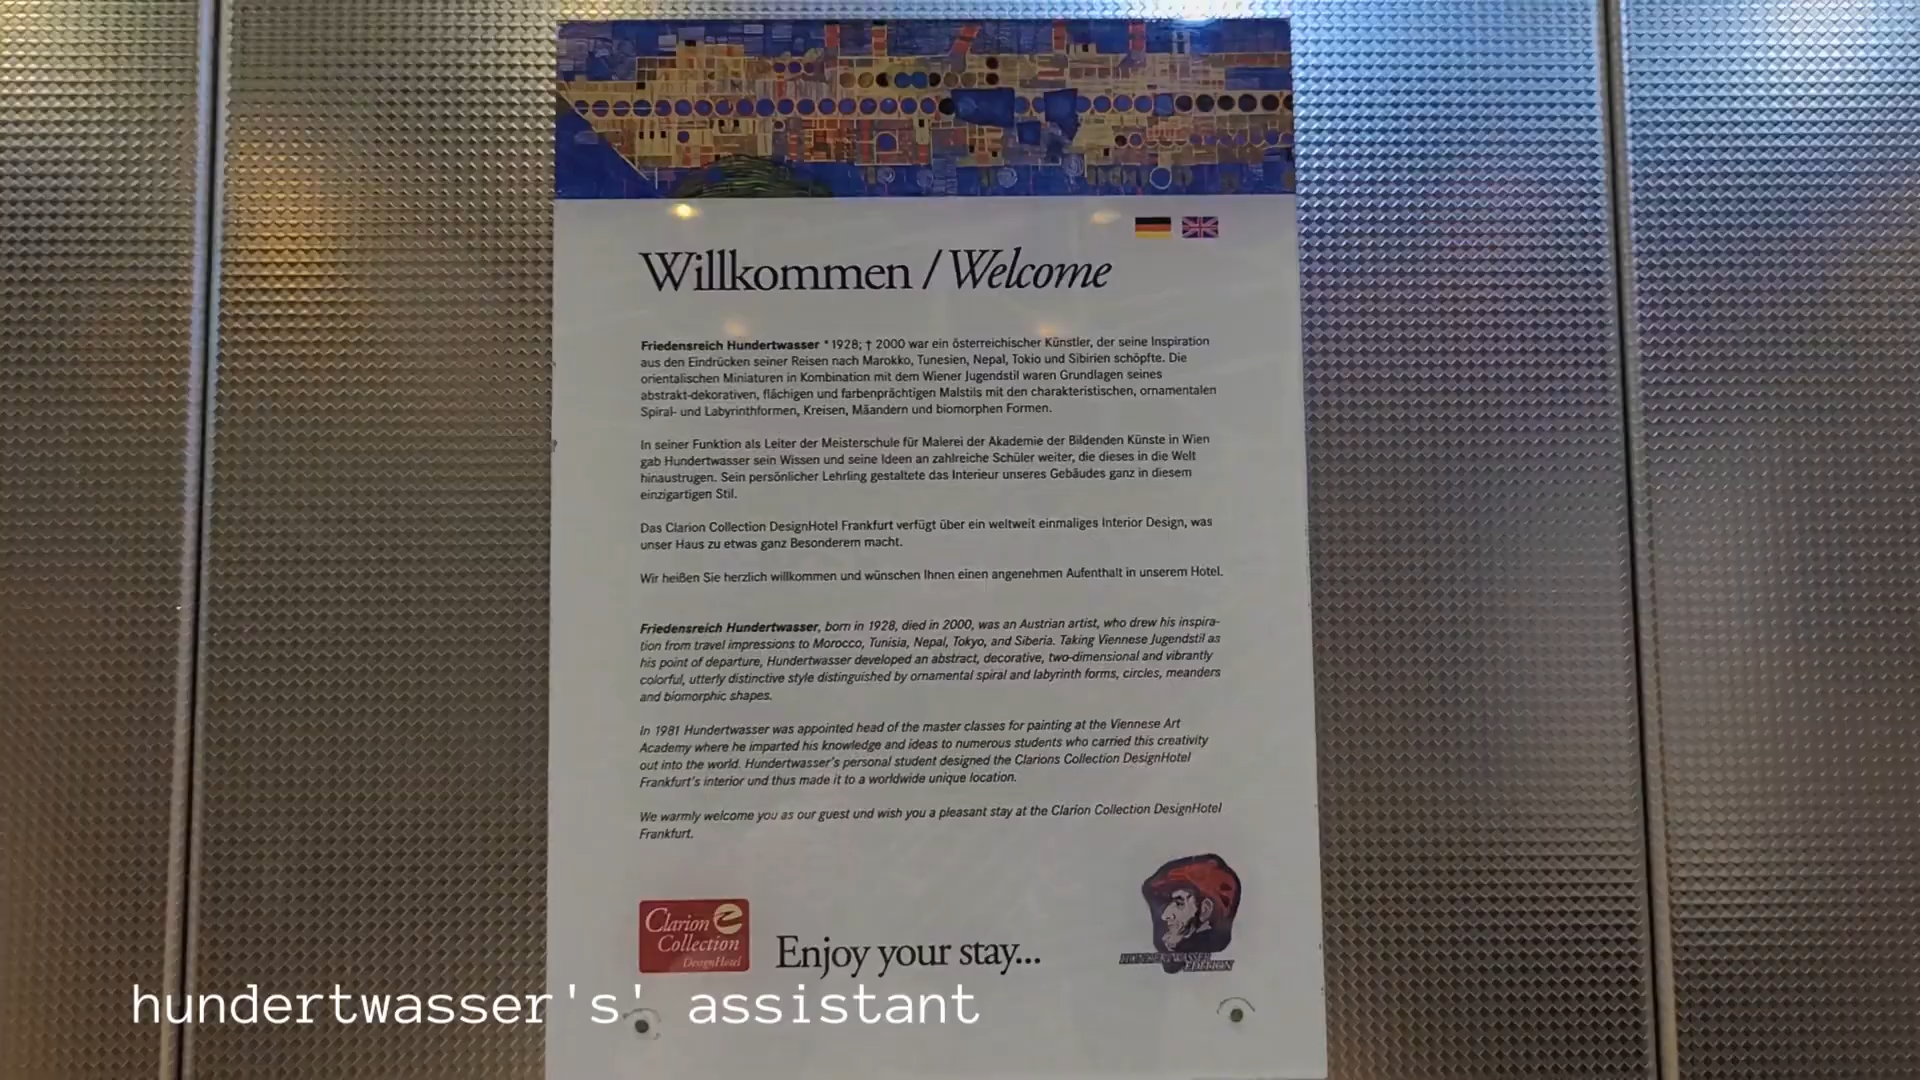 Willkommen / Welcome
Friedensreich Hundertwasser * 1928; † 2000 war ein österreichischer Künstler, der seine Inspiration
aus den Eindrücken seiner Reisen nach Marokko, Tunesien, Nepal, Tokio und Sibirien schöpfte. Die
orientalischen Miniaturen in Kombination mit dem Wiener Jugendstil waren Grundlagen seines
abstrakt-dekorativen, flächigen und farbenprächtigen Malstils mit den charakteristischen, ornamentalen
Spiral- und Labyrinthformen, Kreisen, Mäandern und biomorphen Formen.
In seiner Funktion als Leiter der Meisterschule für Malerei der Akademie der Bildenden Künste in Wien
gab Hundertwasser sein Wissen und seine Ideen an zahlreiche Schüler weiter, die dieses in die Welt
hinaustrugen. Sein persönlicher Lehrling gestaltete das Interieur unseres Gebäudes ganz in diesem
einzigartigen Stil.
Das Clarion Collection DesignHotel Frankfurt verfügt über ein weltweit einmaliges Interior Design, was
unser Haus zu etwas ganz Besonderem macht.
Wir heißen Sie herzlich willkommen und wünschen Ihnen einen angenehmen Aufenthalt in unserem Hotel.
Friedensreich Hundertwasser, born in 1928, died in 2000, was an Austrian artist, who drew his inspira-
tion from travel impressions to Morocco, Tunisia, Nepal, Tokyo, and Siberia. Taking Viennese Jugendstil as
his point of departure, Hundertwasser developed an abstract, decorative, two-dimensional and vibrantly
colorful, utterly distinctive style distinguished by ornamental spiral and labyrinth forms, circles, meanders
and biomorphic shapes.
In 1981 Hundertwasser was appointed head of the master classes for painting at the Viennese Art
Academy where he imparted his knowledge and ideas to numerous students who carried this creativity
out into the world. Hundertwasser's personal student designed the Clarions Collection DesignHotel
Frankfurt's interior und thus made it to a worldwide unique location.
We warmly welcome you as our guest und wish you a pleasant stay at the Clarion Collection DesignHotel
Frankfurt.
Clarion
Collection
DesignHotel
Enjoy your stay...
HUNDERTWASSER
EDITION
hundertwasser's' assistant